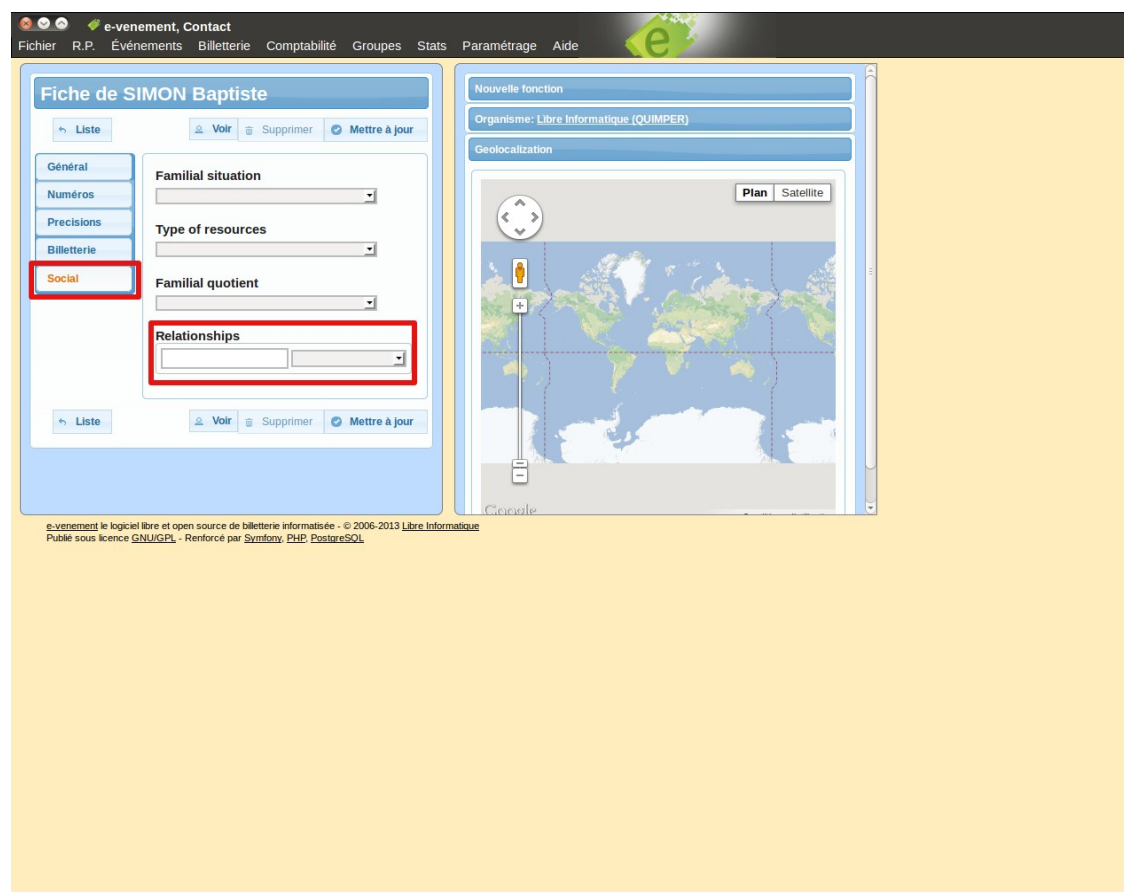 e-venement, Contact
Fichier R.P. Événements Billetterie Comptabilité Groupes Stats Paramétrage Aide
e
Fiche de SIMON Baptiste
Liste Voir Supprimer Mettre à jour
Général
Numéros
Precisions
Billetterie
Social
Familial situation
Type of resources
Familial quotient
Relationships
Liste Voir Supprimer Mettre à jour
Nouvelle fonction
Organisme: Libre Informatique (QUIMPER)
Geolocalization
Plan Satellite
Google
e-venement le logiciel libre et open source de billetterie informatisée - © 2006-2013 Libre Informatique
Publié sous licence GNU/GPL - Renforcé par Symfony, PHP, PostgreSQL